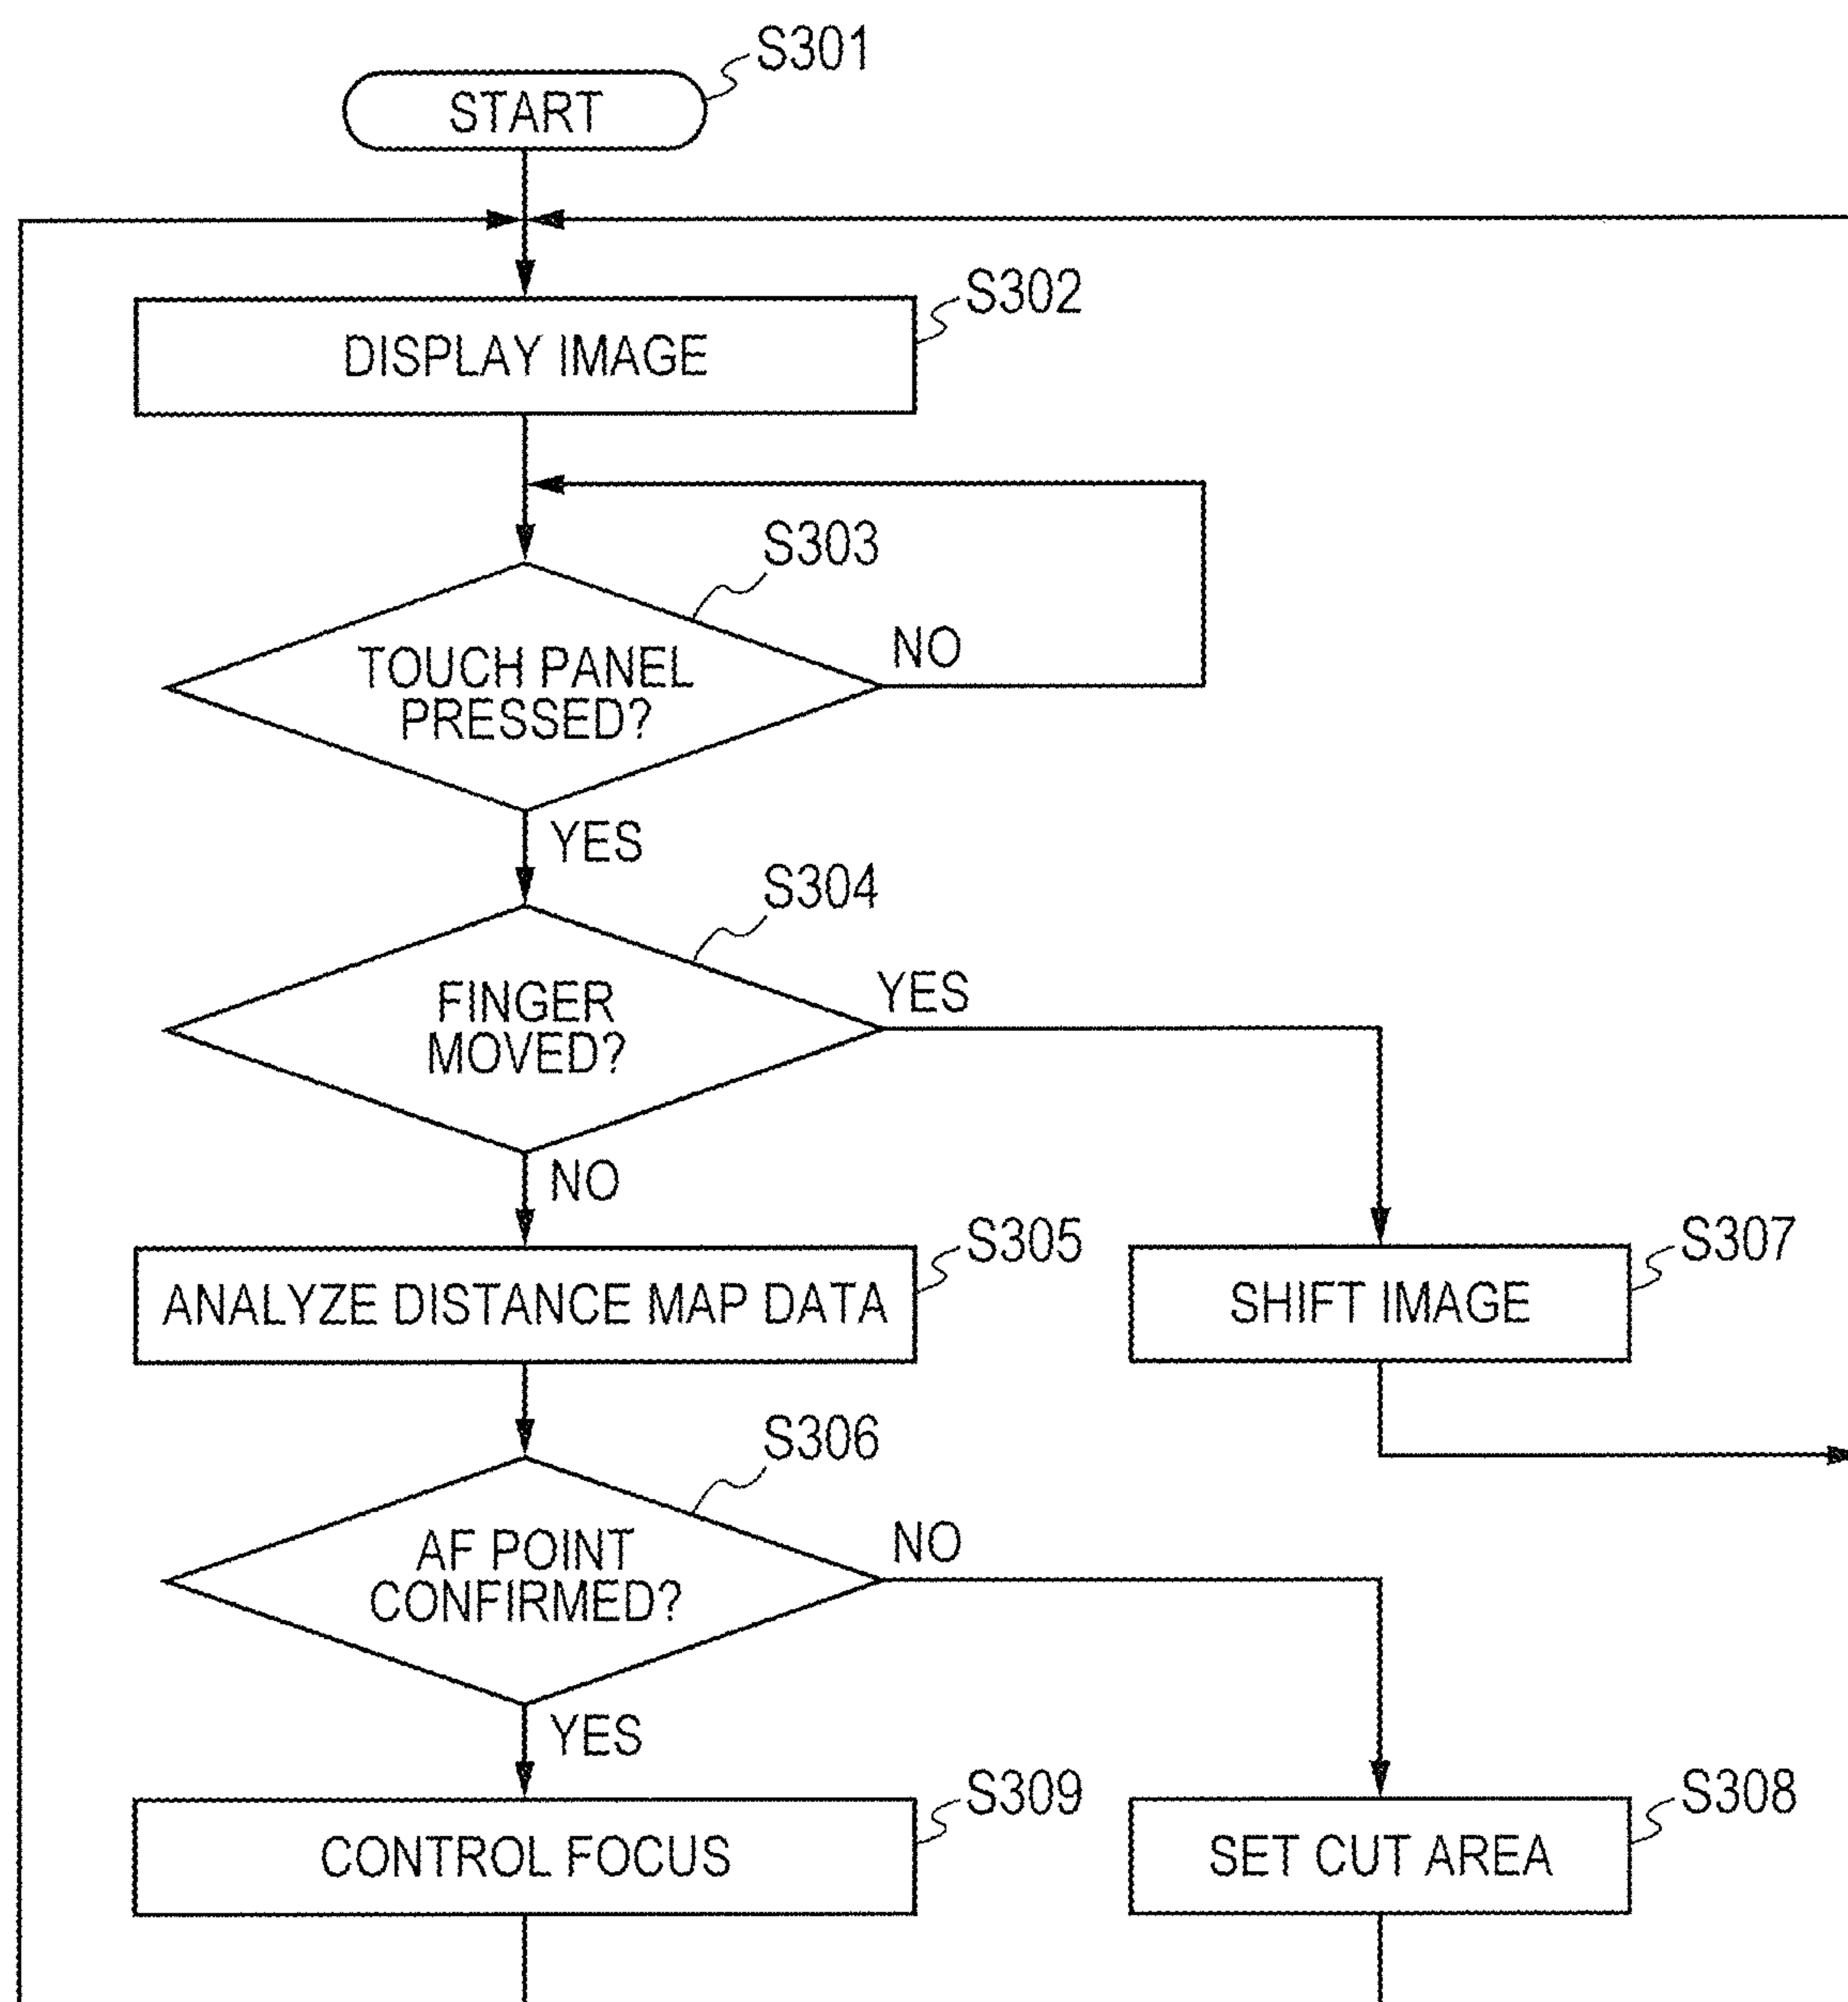 S301
START
S302
DISPLAY IMAGE
S303
TOUCH PANEL
PRESSED?
NO
YES
S304
FINGER
MOVED?
YES
NO
S305
ANALYZE DISTANCE MAP DATA
S307
SHIFT IMAGE
S306
AF POINT
CONFIRMED?
NO
YES
S309
CONTROL FOCUS
S308
SET CUT AREA